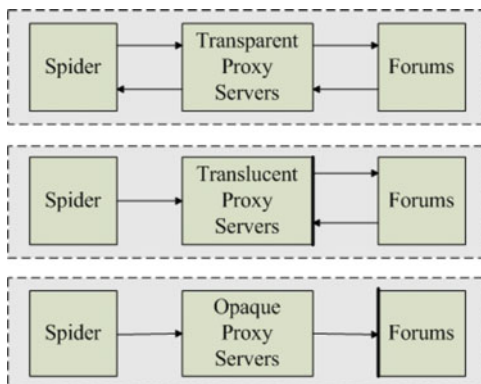 Spider
Transparent
Proxy
Servers
Forums
Spider
Translucent
Proxy
Servers
Forums
Spider
Opaque
Proxy
Servers
Forums